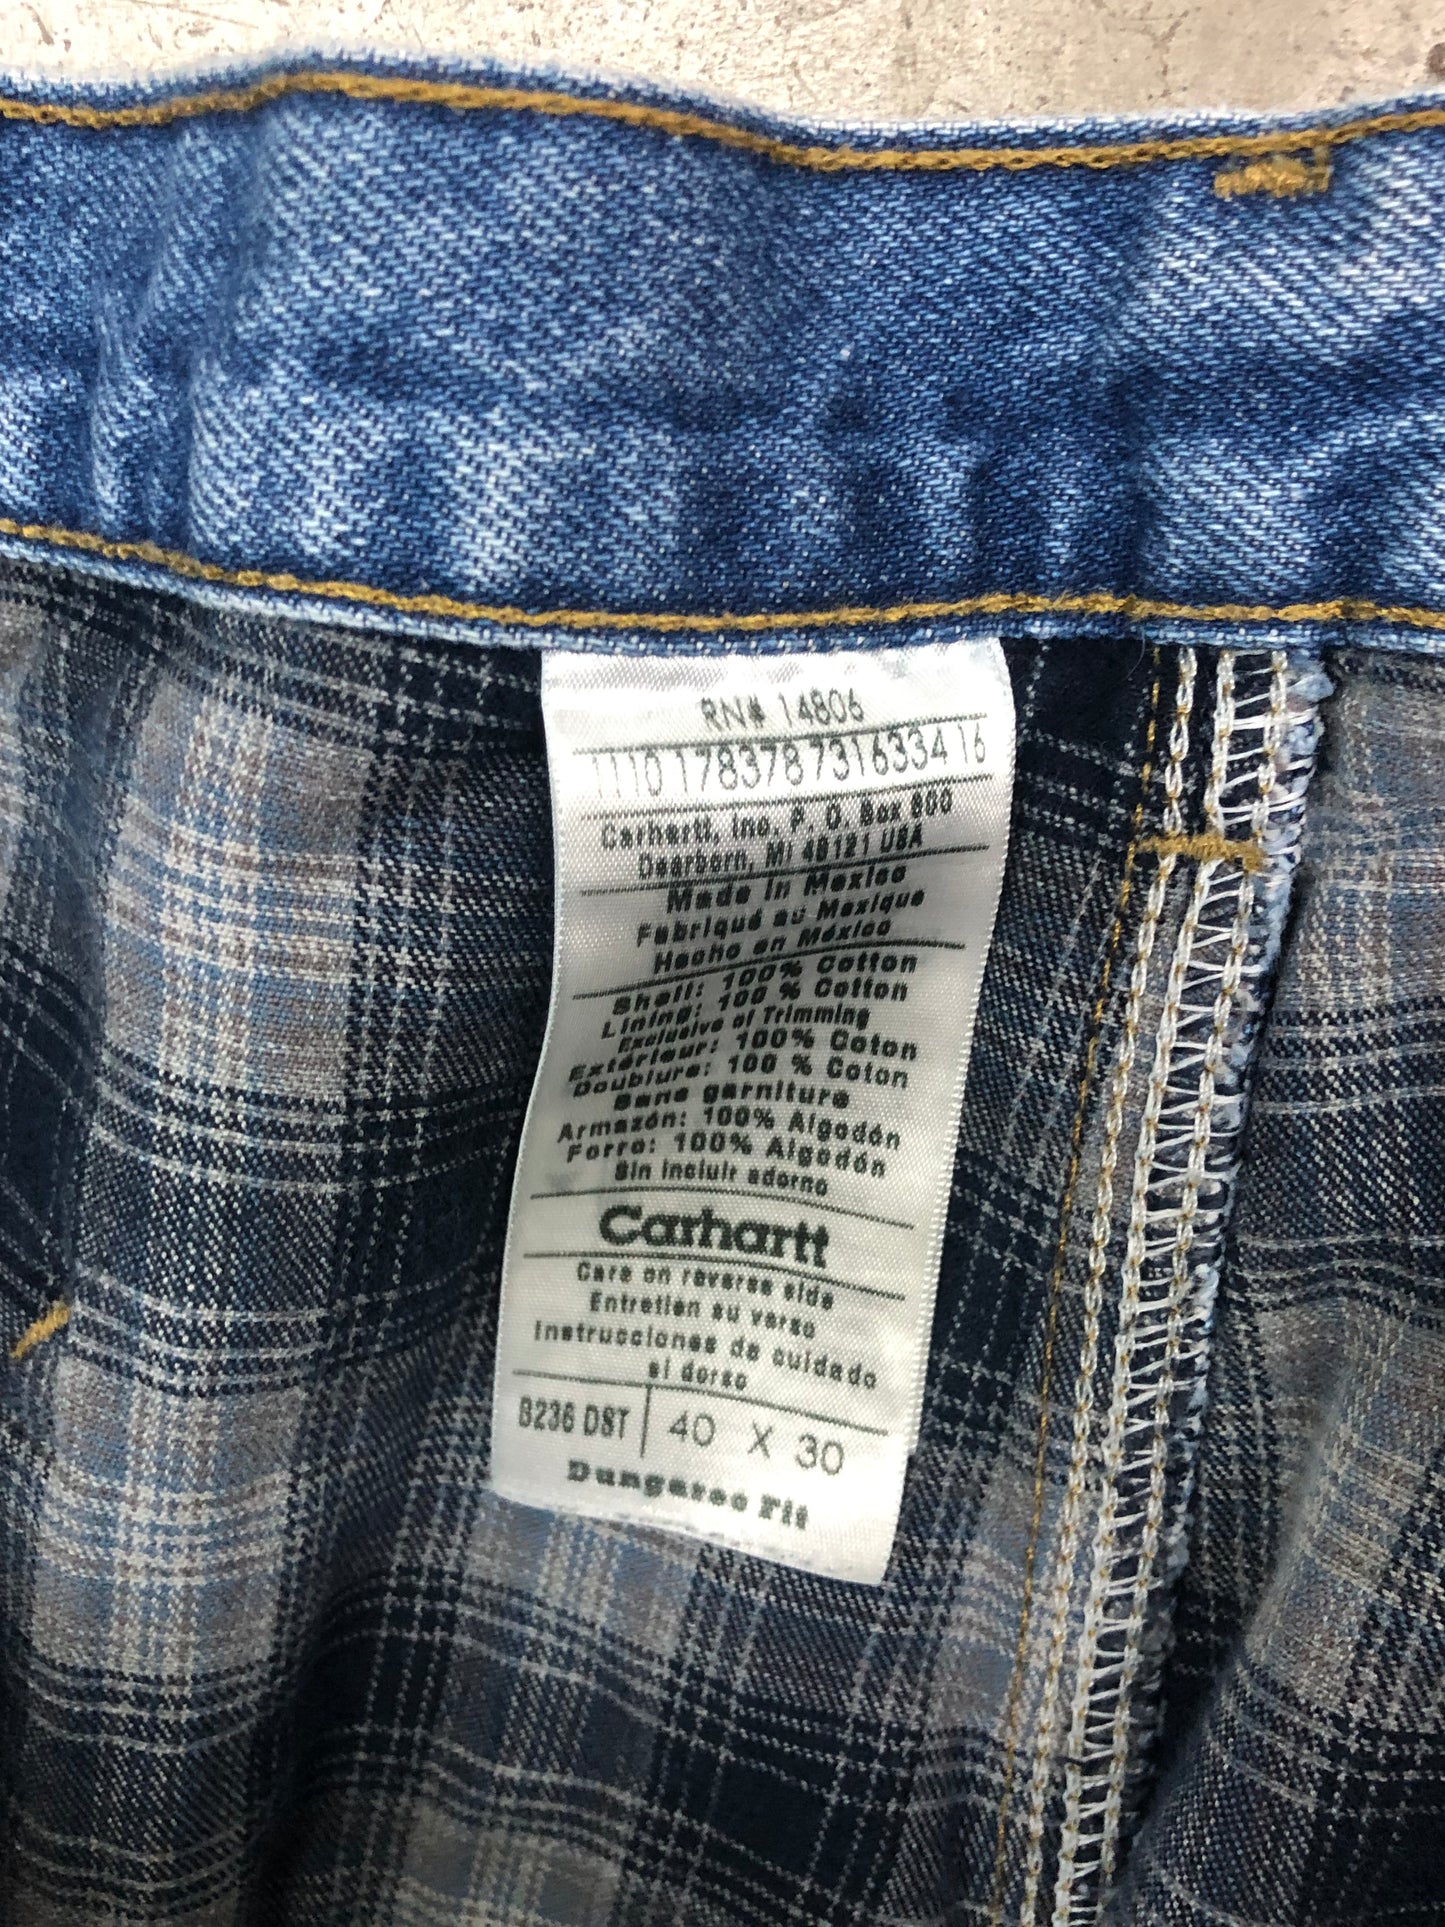 RN# 14806
1110 178378 731633416
Carhartt, Inc. P. O. Box 600
Dearborn, MI 48121 USA
Made in Mexico
Fabriqué au Mexique
Hecho en México
Shell: 100% Cotton
Lining: 100 % Cotton
Exclusive of Trimming
Extérieur: 100% Coton
Doublure: 100 % Coton
Sans garniture
Armazón: 100% Algodón
Forro: 100% Algodón
Sin incluir adorno
Carhartt
Care on reverse side
Entretien au verso
Instrucciones de cuidado
al dorso
B236 DST 40 X 30
Dungaree Fit